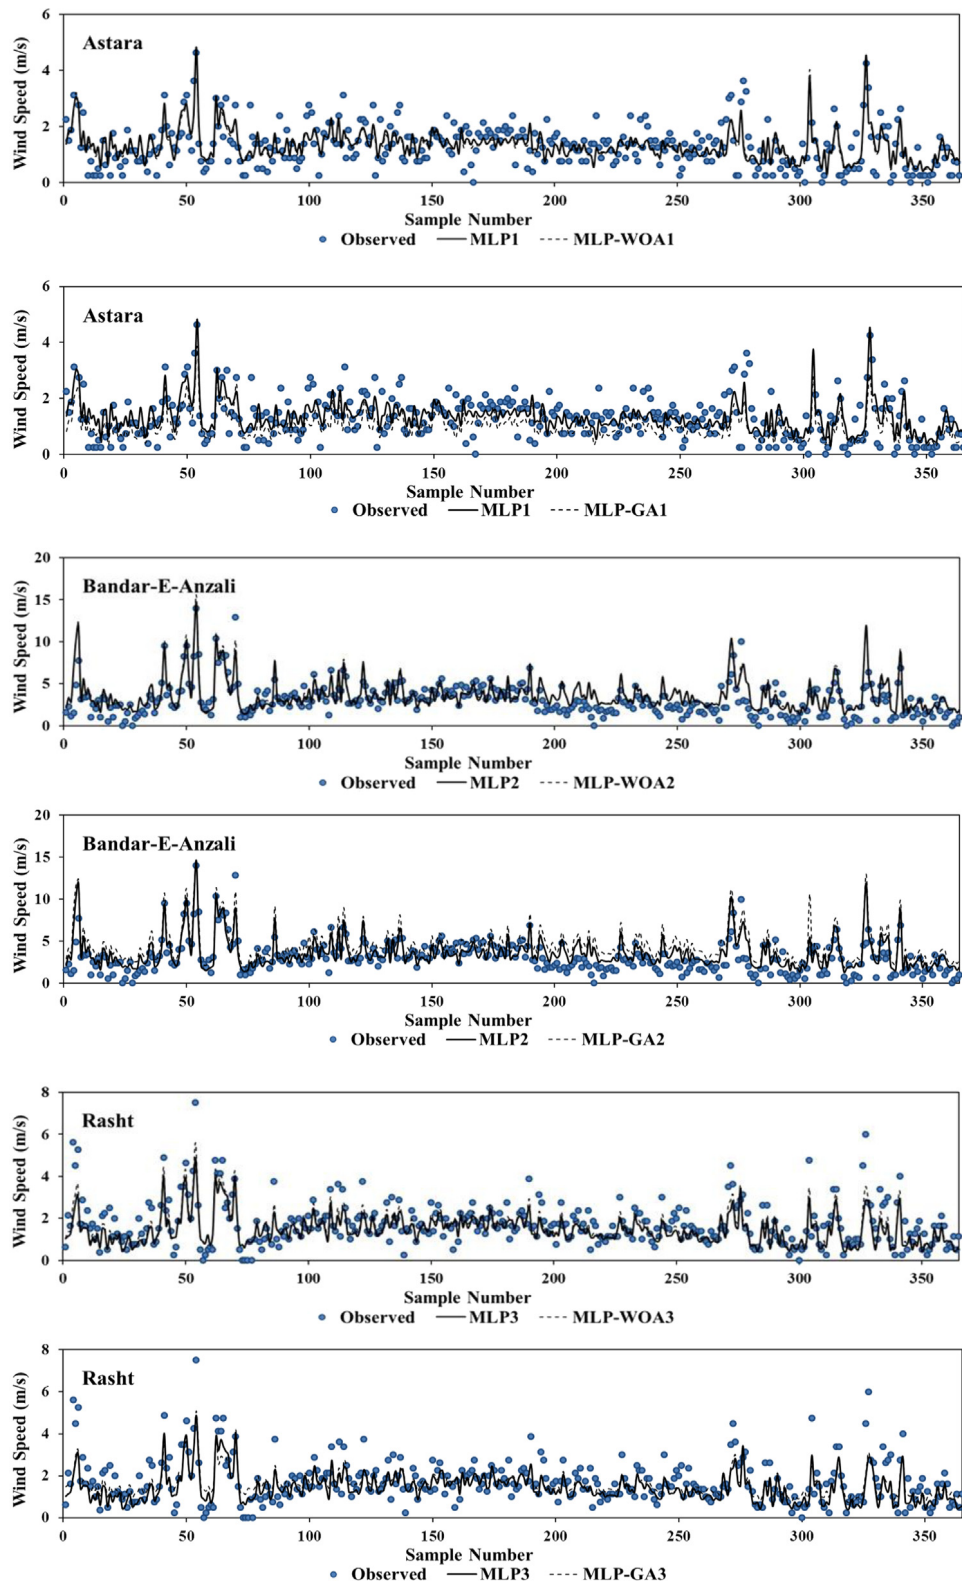 Astara
Wind Speed (m/s)
6
4
2
0
0 50 100 150 200 250 300 350
Sample Number
Observed MLP1 MLP-WOA1
Astara
Wind Speed (m/s)
6
4
2
0
0 50 100 150 200 250 300 350
Sample Number
Observed MLP1 MLP-GA1
Bandar-E-Anzali
Wind Speed (m/s)
20
15
10
5
0
0 50 100 150 200 250 300 350
Sample Number
Observed MLP2 MLP-WOA2
Bandar-E-Anzali
Wind Speed (m/s)
20
15
10
5
0
0 50 100 150 200 250 300 350
Sample Number
Observed MLP2 MLP-GA2
Rasht
Wind Speed (m/s)
8
6
4
2
0
0 50 100 150 200 250 300 350
Sample Number
Observed MLP3 MLP-WOA3
Rasht
Wind Speed (m/s)
8
6
4
2
0
0 50 100 150 200 250 300 350
Sample Number
Observed MLP3 MLP-GA3